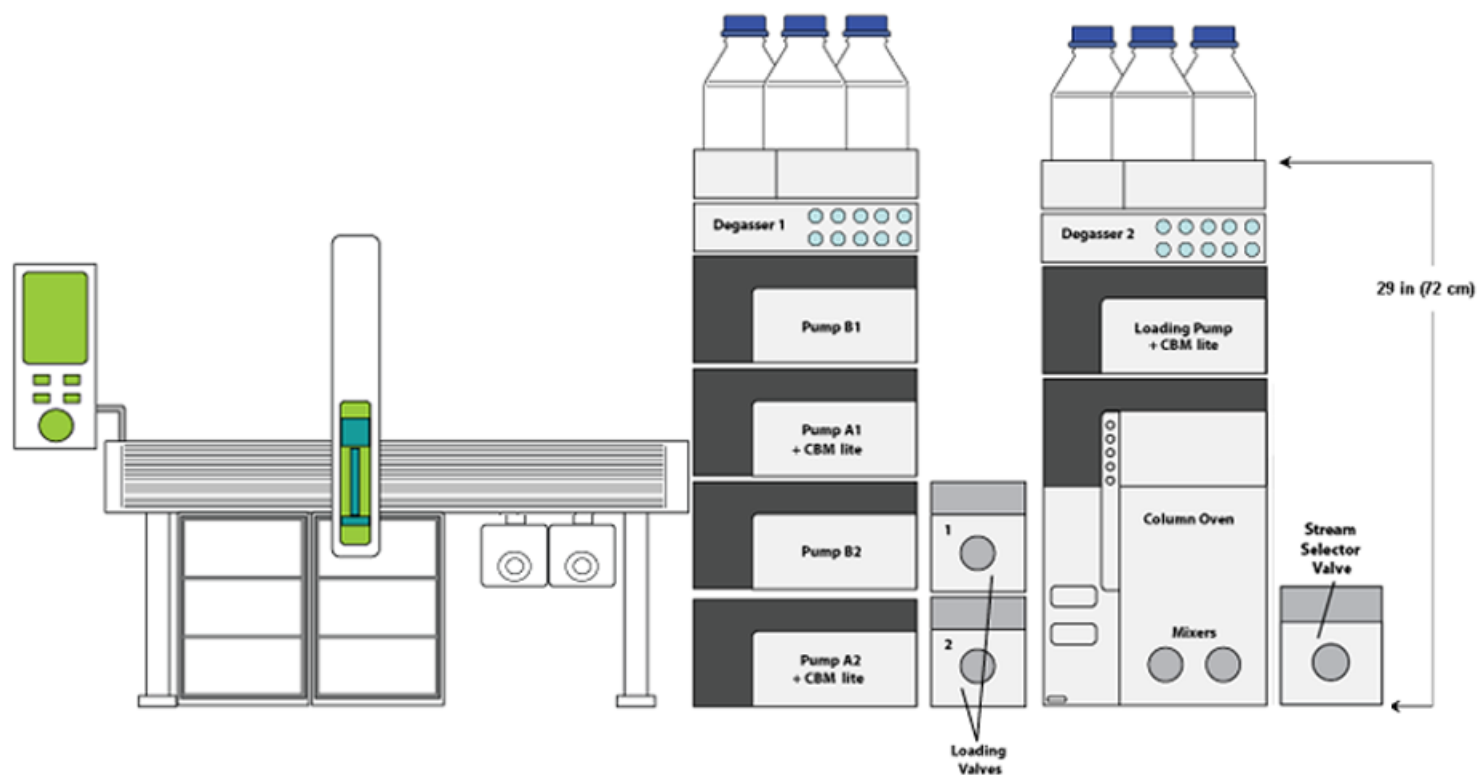 Degasser 1
Pump B1
Pump A1
+ CBM lite
Pump B2
Pump A2
+ CBM lite
1
2
Loading
Valves
Degasser 2
Loading Pump
+ CBM lite
Column Oven
Mixers
Stream
Selector
Valve
29 in (72 cm)